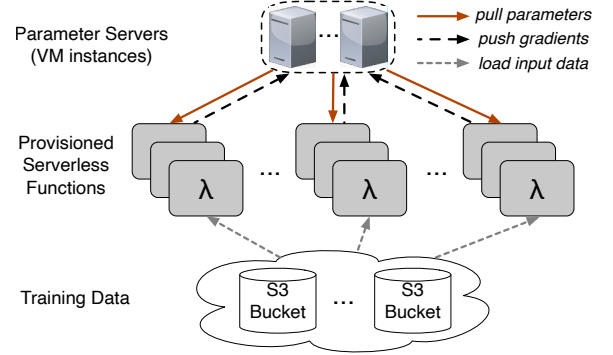 Parameter Servers
(VM instances)
...
pull parameters
push gradients
load input data
Provisioned
Serverless
Functions
λ
...
λ
...
λ
Training Data
S3
Bucket
...
S3
Bucket